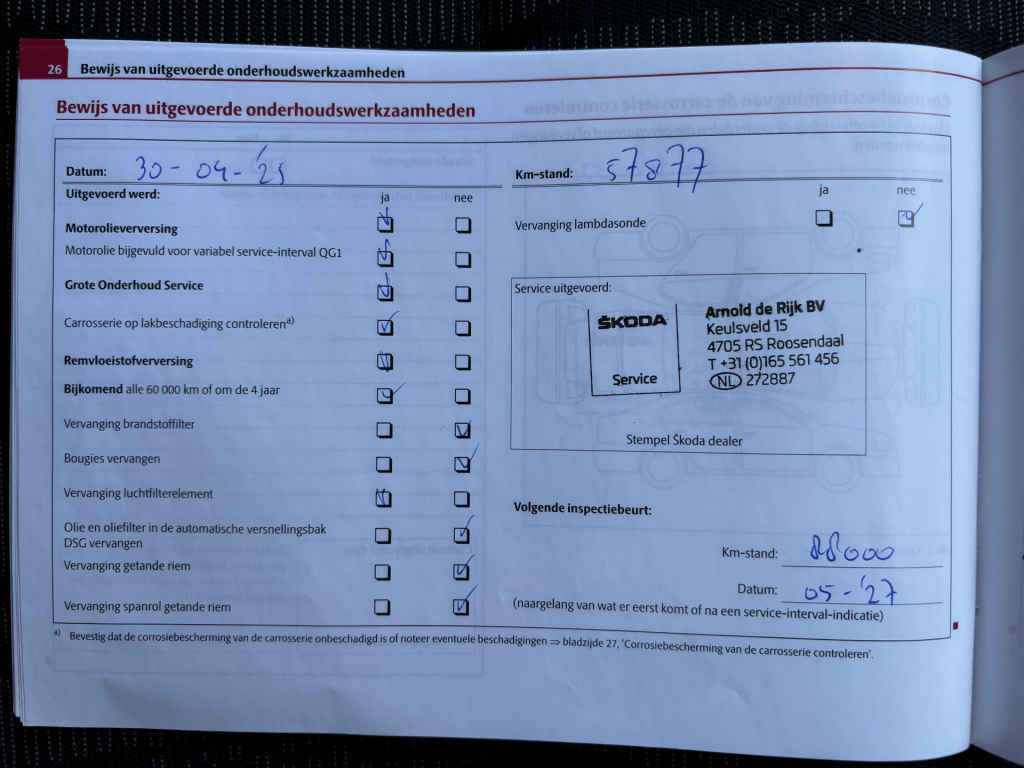 26 Bewijs van uitgevoerde onderhoudswerkzaamheden
Bewijs van uitgevoerde onderhoudswerkzaamheden
Datum: 30-04-'25
Km-stand: 57877
Uitgevoerd werd: ja nee
ja nee
Motorolieverversing
Vervanging lambdasonde
Motorolie bijgevuld voor variabel service-interval QG1
Grote Onderhoud Service
Carrosserie op lakbeschadiging controleren a)
Remvloeistofverversing
Bijkomend alle 60 000 km of om de 4 jaar
Vervanging brandstoffilter
Bougies vervangen
Vervanging luchtfilterelement
Olie en oliefilter in de automatische versnellingsbak
DSG vervangen
Vervanging getande riem
Vervanging spanrol getande riem
Service uitgevoerd:
ŠKODA
Service
Arnold de Rijk BV
Keulsveld 15
4705 RS Roosendaal
T +31 (0)165 561 456
NL 272887
Stempel Škoda dealer
Volgende inspectiebeurt:
Km-stand: 88000
Datum: 05-'27
(naargelang van wat er eerst komt of na een service-interval-indicatie)
a) Bevestig dat de corrosiebescherming van de carrosserie onbeschadigd is of noteer eventuele beschadigingen ⇒ bladzijde 27, 'Corrosiebescherming van de carrosserie controleren'.